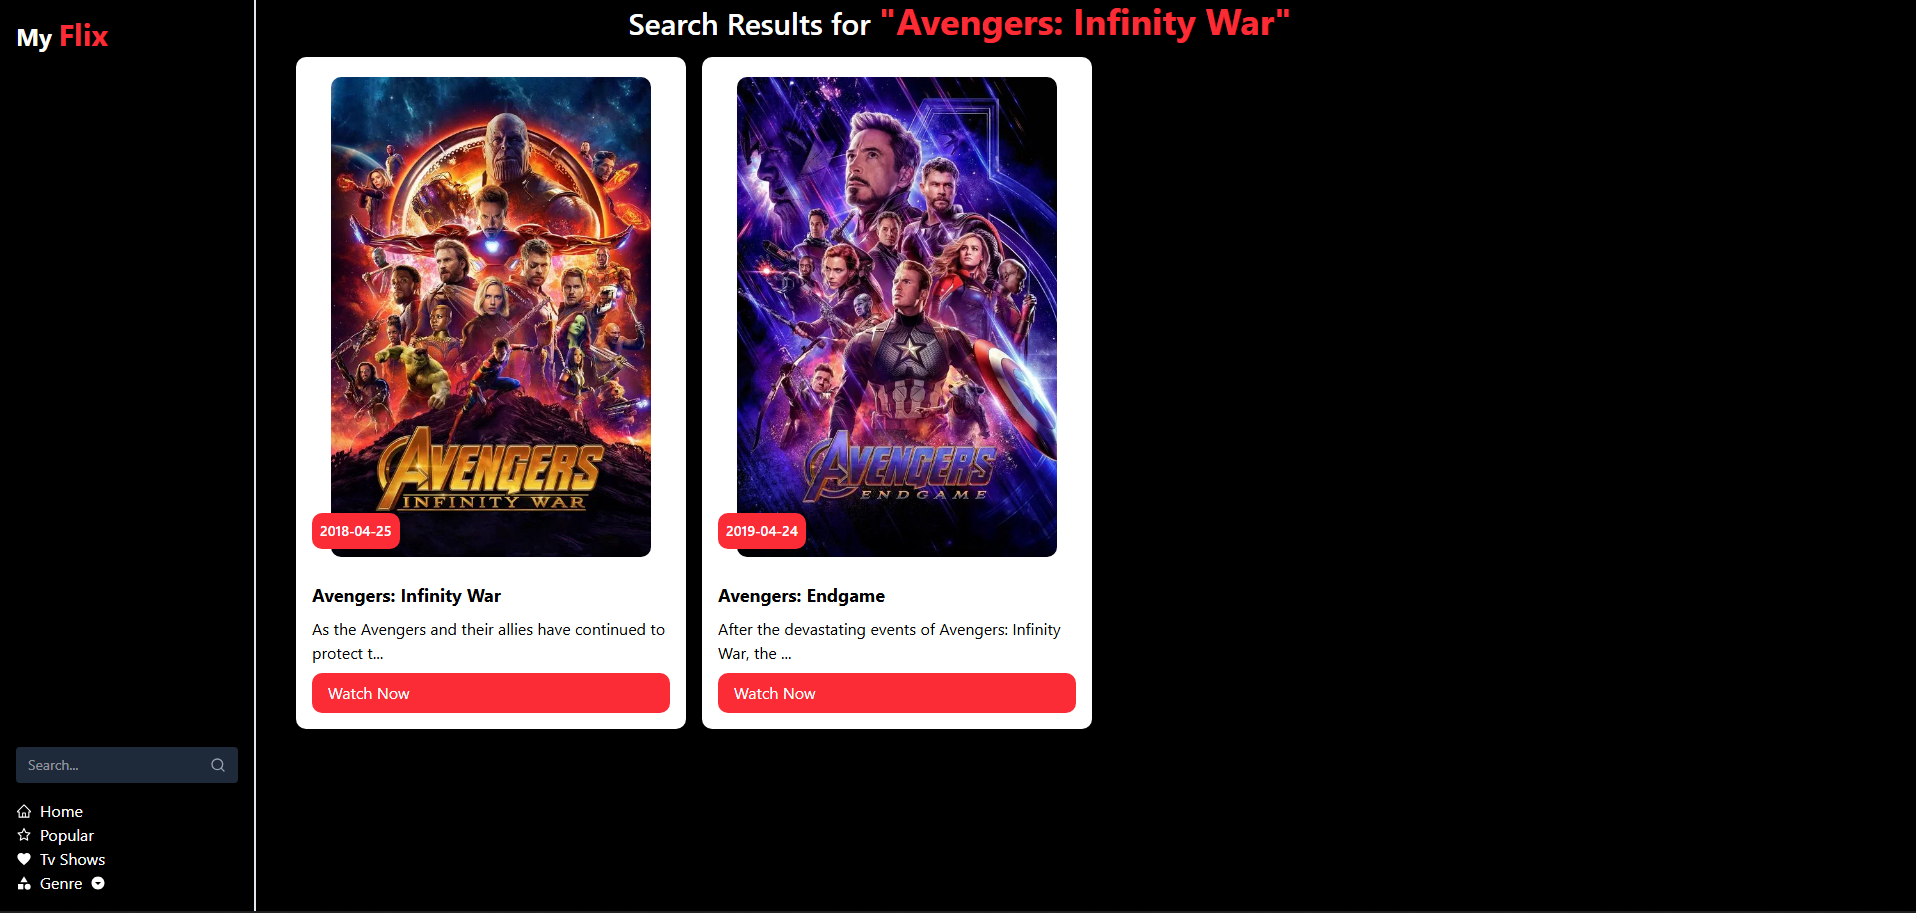 My Flix
Search Results for "Avengers: Infinity War"
AVENGERS
INFINITY WAR
2018-04-25
Avengers: Infinity War
As the Avengers and their allies have continued to
protect t...
Watch Now
AVENGERS
ENDGAME
2019-04-24
Avengers: Endgame
After the devastating events of Avengers: Infinity
War, the ...
Watch Now
Search...
Home
Popular
Tv Shows
Genre